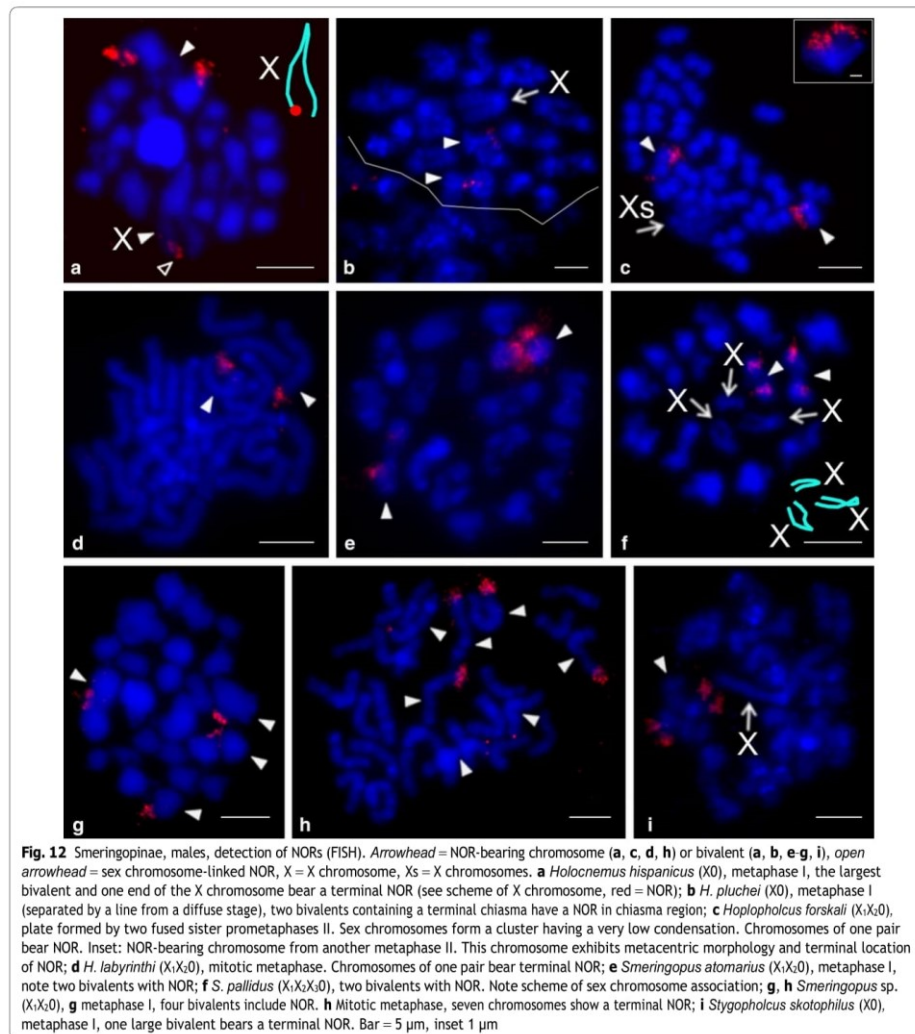 X
X
a
X
b
Xs
c
d
e
X
X
X
X
X
X
f
g
h
X
i
Fig. 12 Smeringopinae, males, detection of NORs (FISH). Arrowhead = NOR-bearing chromosome (a, c, d, h) or bivalent (a, b, e-g, i), open
arrowhead = sex chromosome-linked NOR, X = X chromosome, Xs = X chromosomes. a Holocnemus hispanicus (X0), metaphase I, the largest
bivalent and one end of the X chromosome bear a terminal NOR (see scheme of X chromosome, red = NOR); b H. pluchei (X0), metaphase I
(separated by a line from a diffuse stage), two bivalents containing a terminal chiasma have a NOR in chiasma region; c Hoplopholcus forskali (X₁X₂0),
plate formed by two fused sister prometaphases II. Sex chromosomes form a cluster having a very low condensation. Chromosomes of one pair
bear NOR. Inset: NOR-bearing chromosome from another metaphase II. This chromosome exhibits metacentric morphology and terminal location
of NOR; d H. labyrinthi (X₁X₂0), mitotic metaphase. Chromosomes of one pair bear terminal NOR; e Smeringopus atomarius (X₁X₂0), metaphase I,
note two bivalents with NOR; f S. pallidus (X₁X₂X₃0), two bivalents with NOR. Note scheme of sex chromosome association; g, h Smeringopus sp.
(X₁X₂0), g metaphase I, four bivalents include NOR. h Mitotic metaphase, seven chromosomes show a terminal NOR; i Stygopholcus skotophilus (X0),
metaphase I, one large bivalent bears a terminal NOR. Bar = 5 μm, inset 1 μm